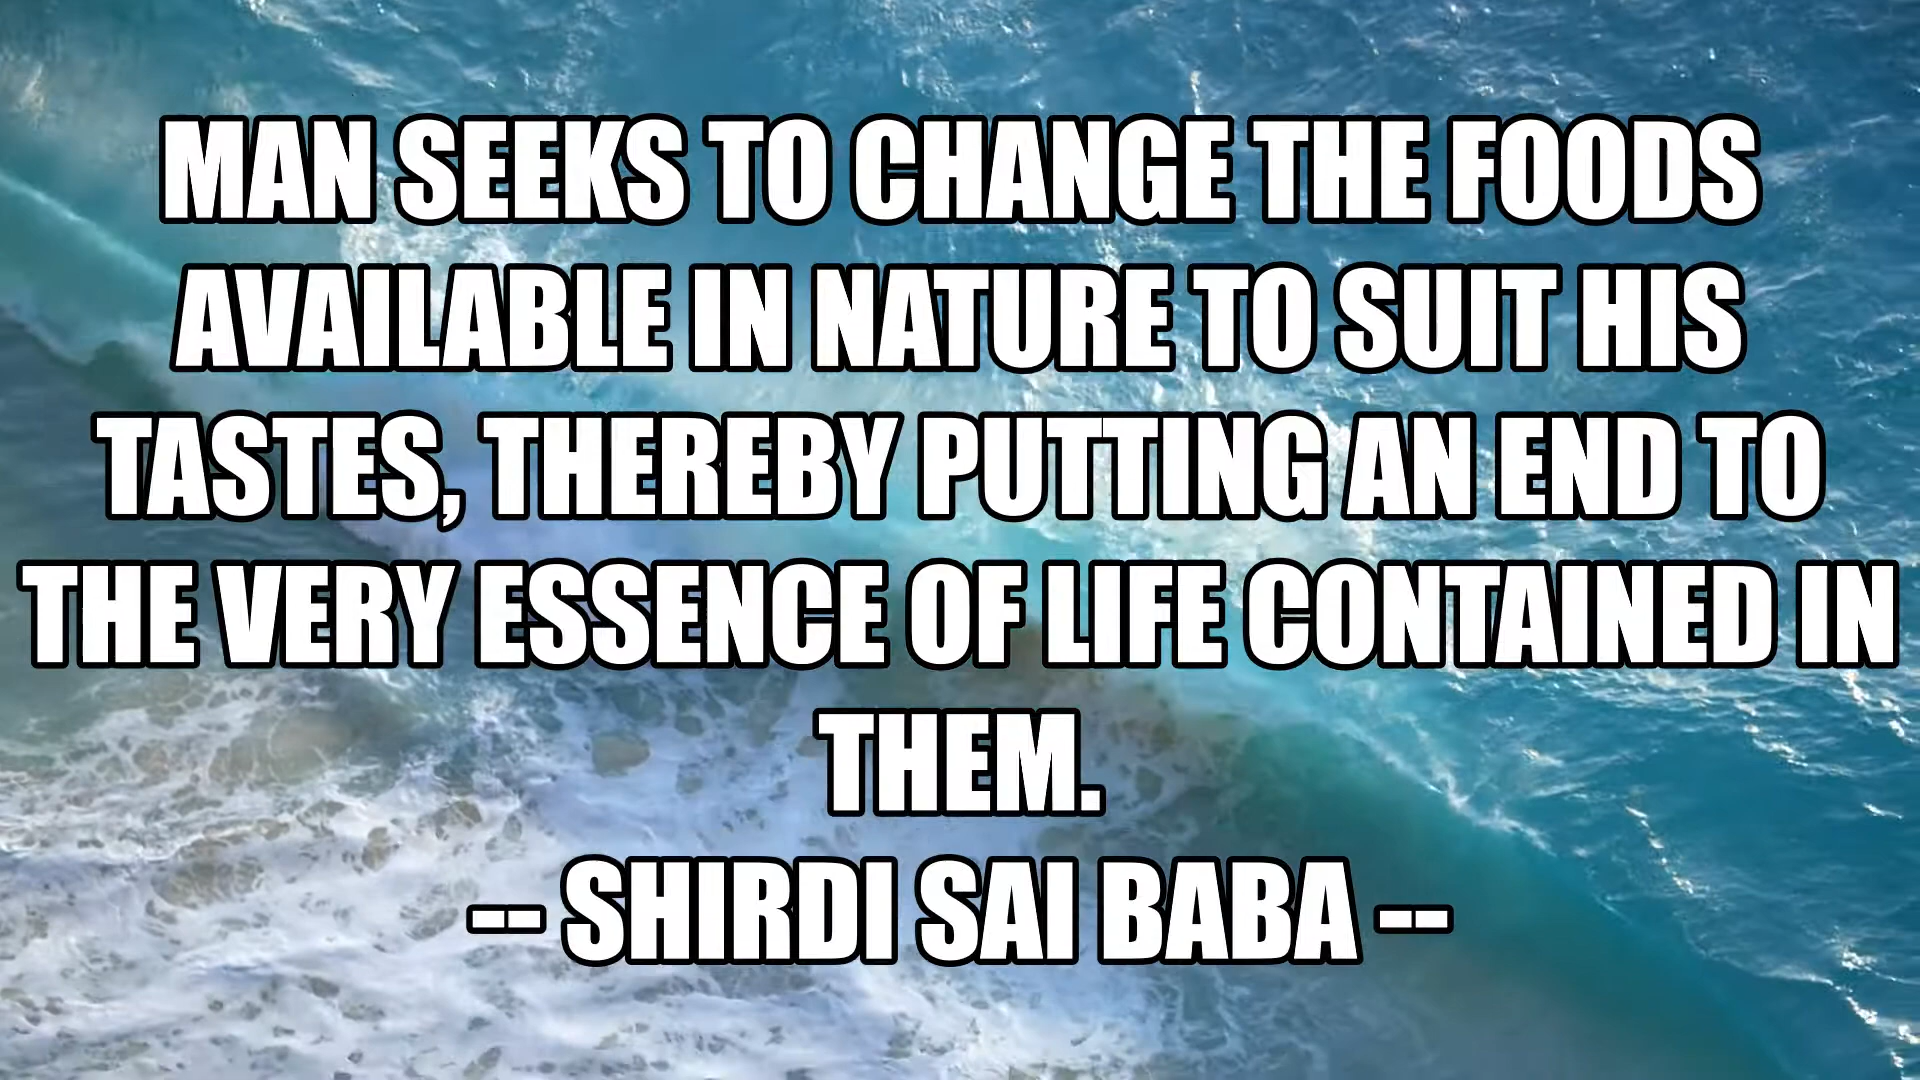 MAN SEEKS TO CHANGE THE FOODS
AVAILABLE IN NATURE TO SUIT HIS
TASTES, THEREBY PUTTING AN END TO
THE VERY ESSENCE OF LIFE CONTAINED IN
THEM.
-- SHIRDI SAI BABA --